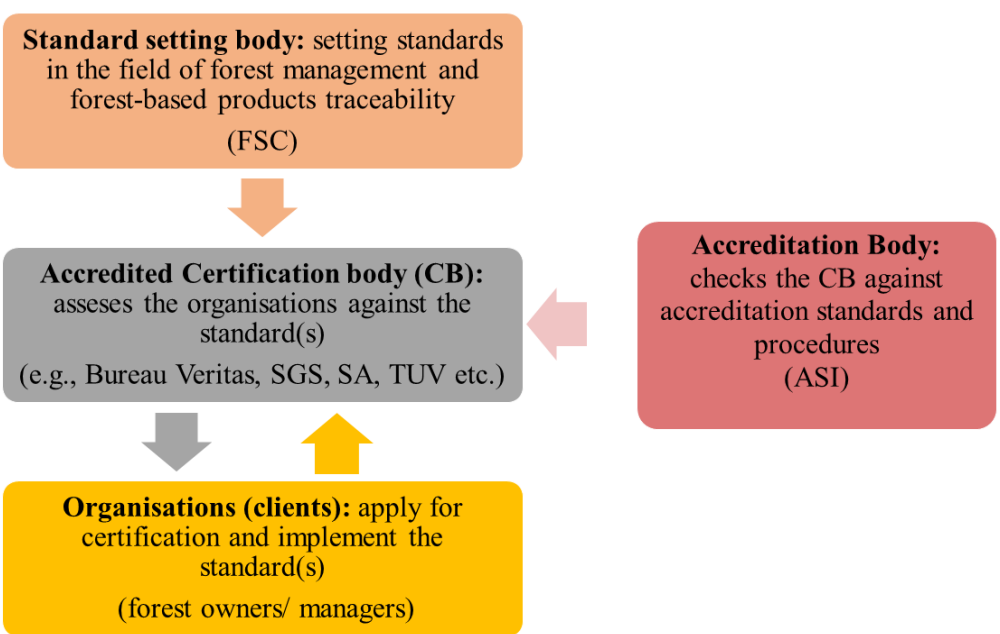 Standard setting body: setting standards
in the field of forest management and
forest-based products traceability
(FSC)
Accredited Certification body (CB):
asseses the organisations against the
standard(s)
(e.g., Bureau Veritas, SGS, SA, TUV etc.)
Accreditation Body:
checks the CB against
accreditation standards and
procedures
(ASI)
Organisations (clients): apply for
certification and implement the
standard(s)
(forest owners/ managers)